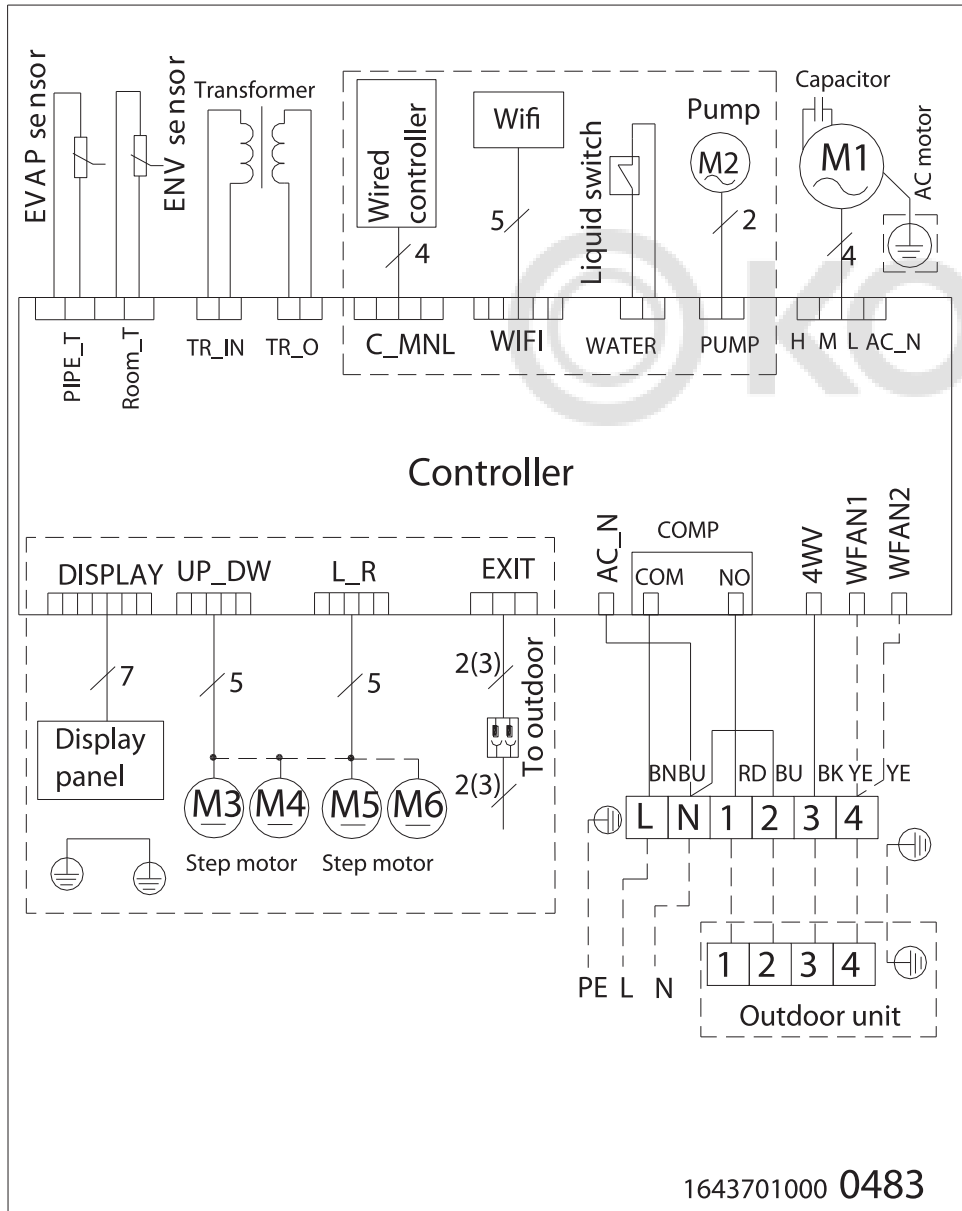 EVAP sensor
ENV sensor
Transformer
Wired
controller
4
Wifi
5
Liquid switch
Pump
M2
2
Capacitor
M1
AC motor
4
PIPE_T
Room_T
TR_IN
TR_O
C_MNL
WIFI
WATER
PUMP
H M L AC_N
KO
Controller
DISPLAY
UP_DW
L_R
EXIT
AC_N
COMP
COM
NO
4WV
WFAN1
WFAN2
7
5
5
2(3)
To outdoor
2(3)
Display
panel
M3
M4
M5
M6
Step motor
Step motor
BN
BU
RD
BU
BK
YE
YE
L N 1 2 3 4
PE L N
1 2 3 4
Outdoor unit
1643701000 0483